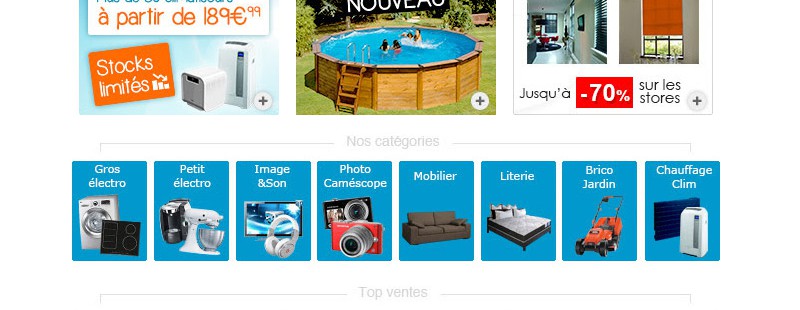 à partir de 189€99
Stocks
limités
NOUVEAU
Jusqu'à -70% sur les
stores
Nos catégories
Gros
électro
Petit
électro
Image
&Son
Photo
Caméscope
Mobilier
Literie
Brico
Jardin
Chauffage
Clim
Top ventes